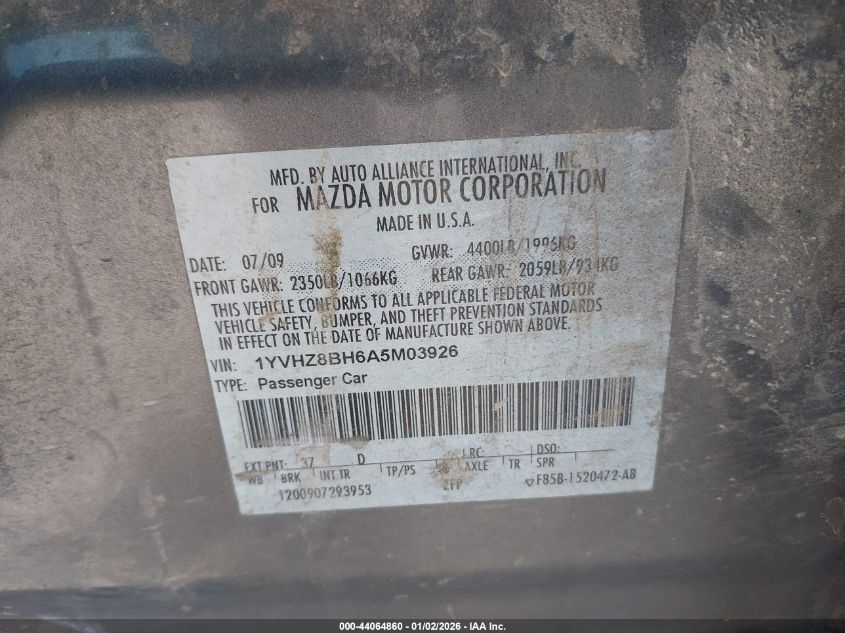 MFD. BY AUTO ALLIANCE INTERNATIONAL, INC.
FOR MAZDA MOTOR CORPORATION
MADE IN U.S.A.
DATE: 07/09 GVWR: 4400LB/1996KG
FRONT GAWR: 2350LB/1066KG REAR GAWR: 2059LB/934KG
THIS VEHICLE CONFORMS TO ALL APPLICABLE FEDERAL MOTOR
VEHICLE SAFETY, BUMPER, AND THEFT PREVENTION STANDARDS
IN EFFECT ON THE DATE OF MANUFACTURE SHOWN ABOVE.
VIN: 1YVHZ8BH6A5M03926
TYPE: Passenger Car
EXT PNT: 37 D LRC: DSO:
WB BRK INT TR TP/PS AXLE TR SPR
1200907293953 ZFP ▽F85B-1520472-AB
000-44064860 - 01/02/2026 - IAA Inc.